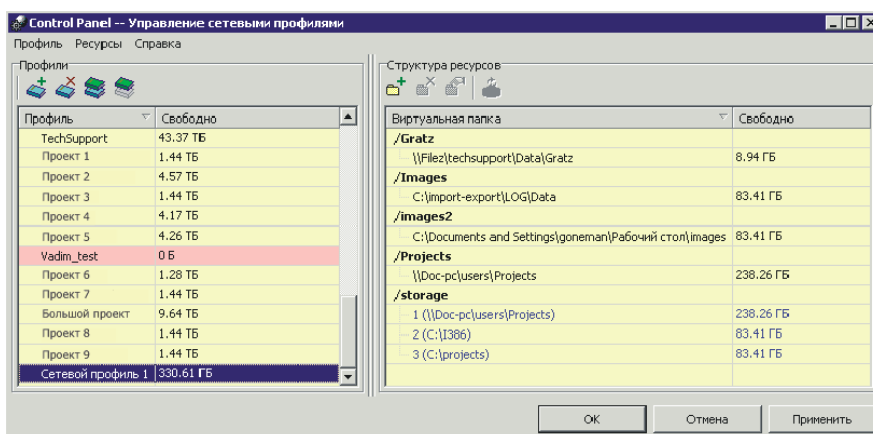 Control Panel -- Управление сетевыми профилями
Профиль Ресурсы Справка
Профили
Профиль Свободно
TechSupport 43.37 ТБ
Проект 1 1.44 ТБ
Проект 2 4.57 ТБ
Проект 3 1.44 ТБ
Проект 4 4.17 ТБ
Проект 5 4.26 ТБ
Vadim_test 0 Б
Проект 6 1.28 ТБ
Проект 7 1.44 ТБ
Большой проект 9.64 ТБ
Проект 8 1.44 ТБ
Проект 9 1.44 ТБ
Сетевой профиль 1 330.61 ГБ
Структура ресурсов
Виртуальная папка Свободно
/Gratz
\\Filez\techsupport\Data\Gratz 8.94 ГБ
/Images
C:\import-export\LOG\Data 83.41 ГБ
/images2
C:\Documents and Settings\goneman\Рабочий стол\images 83.41 ГБ
/Projects
\\Doc-pc\users\Projects 238.26 ГБ
/storage
1 (\\Doc-pc\users\Projects) 238.26 ГБ
2 (C:\I386) 83.41 ГБ
3 (C:\projects) 83.41 ГБ
ОК Отмена Применить